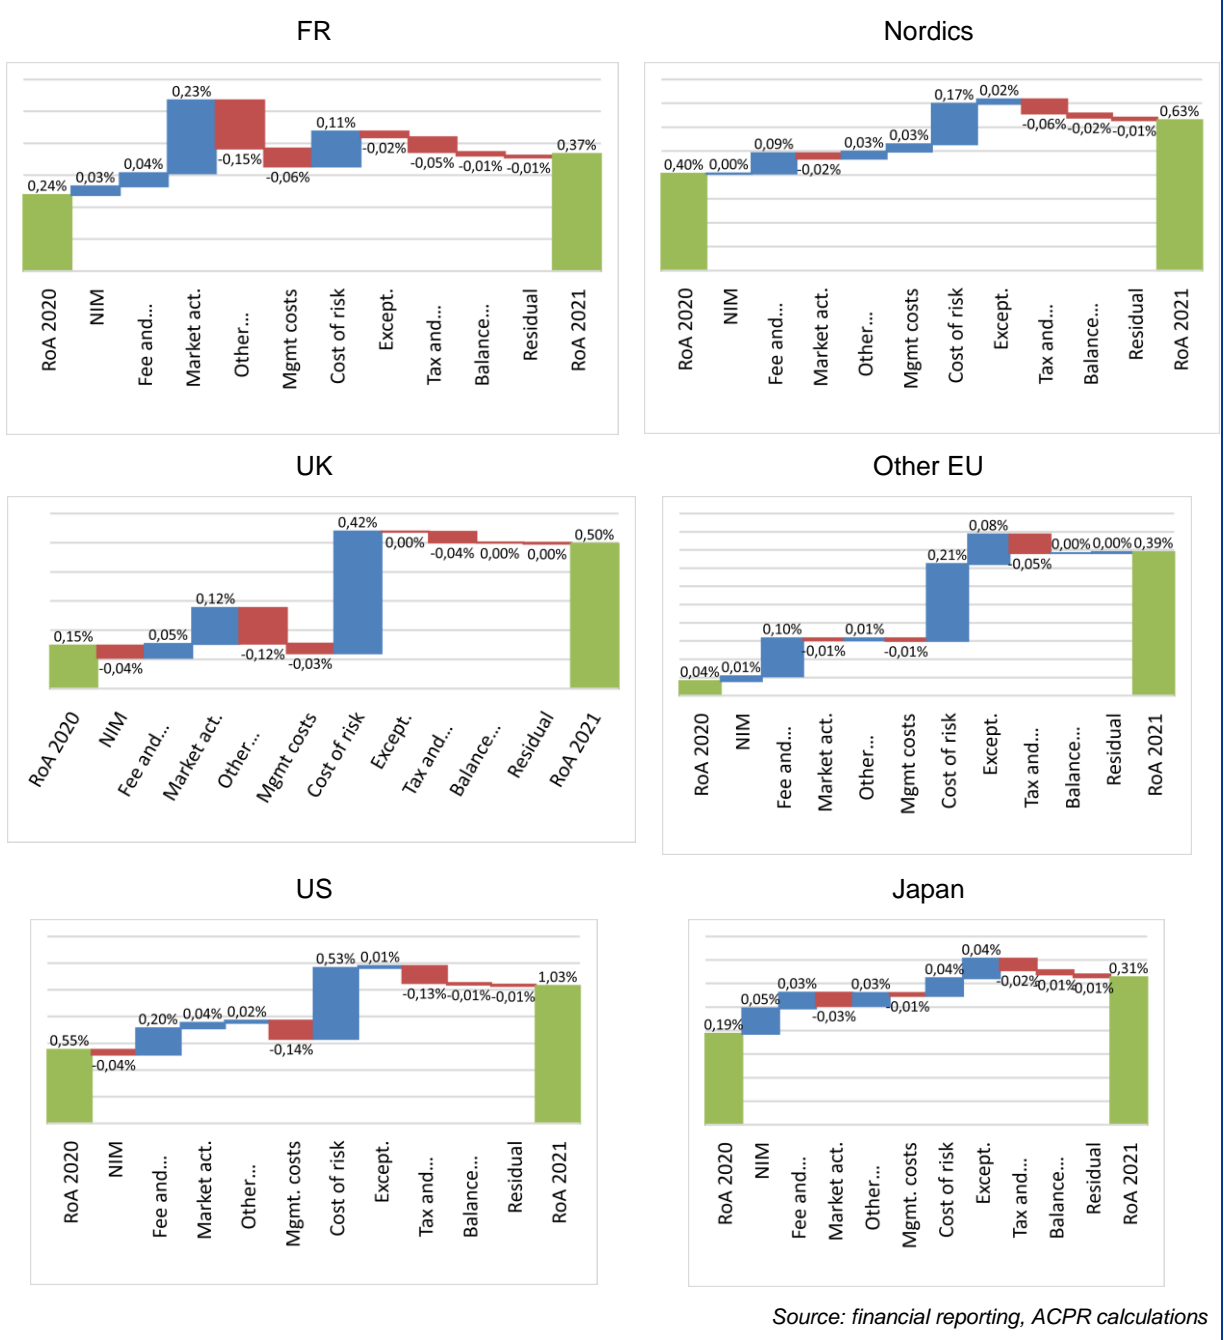 FR
0,24%
0,03%
0,04%
0,23%
-0,15%
-0,06%
0,11%
-0,02%
-0,05%
-0,01%
-0,01%
0,37%
RoA 2020
NIM
Fee and...
Market act.
Other...
Mgmt costs
Cost of risk
Except.
Tax and...
Balance...
Residual
RoA 2021
Nordics
0,40%
0,00%
0,09%
-0,02%
0,03%
0,03%
0,17%
0,02%
-0,06%
-0,02%
-0,01%
0,63%
RoA 2020
NIM
Fee and...
Market act.
Other...
Mgmt costs
Cost of risk
Except.
Tax and...
Balance...
Residual
RoA 2021
UK
0,15%
-0,04%
0,05%
0,12%
-0,12%
-0,03%
0,42%
0,00%
-0,04%
0,00%
0,00%
0,50%
RoA 2020
NIM
Fee and...
Market act.
Other...
Mgmt costs
Cost of risk
Except.
Tax and...
Balance...
Residual
RoA 2021
Other EU
0,04%
0,01%
0,10%
-0,01%
0,01%
-0,01%
0,21%
0,08%
-0,05%
0,00%
0,00%
0,39%
RoA 2020
NIM
Fee and...
Market act.
Other...
Mgmt costs
Cost of risk
Except.
Tax and...
Balance...
Residual
RoA 2021
US
0,55%
-0,04%
0,20%
0,04%
0,02%
-0,14%
0,53%
0,01%
-0,13%
-0,01%
-0,01%
1,03%
RoA 2020
NIM
Fee and...
Market act.
Other...
Mgmt. costs
Cost of risk
Except.
Tax and...
Balance...
Residual
RoA 2021
Japan
0,19%
0,05%
0,03%
-0,03%
0,03%
-0,01%
0,04%
0,04%
-0,02%
-0,01%
-0,01%
0,31%
RoA 2020
NIM
Fee and...
Market act.
Other...
Mgmt. costs
Cost of risk
Except.
Tax and...
Balance...
Residual
RoA 2021
Source: financial reporting, ACPR calculations